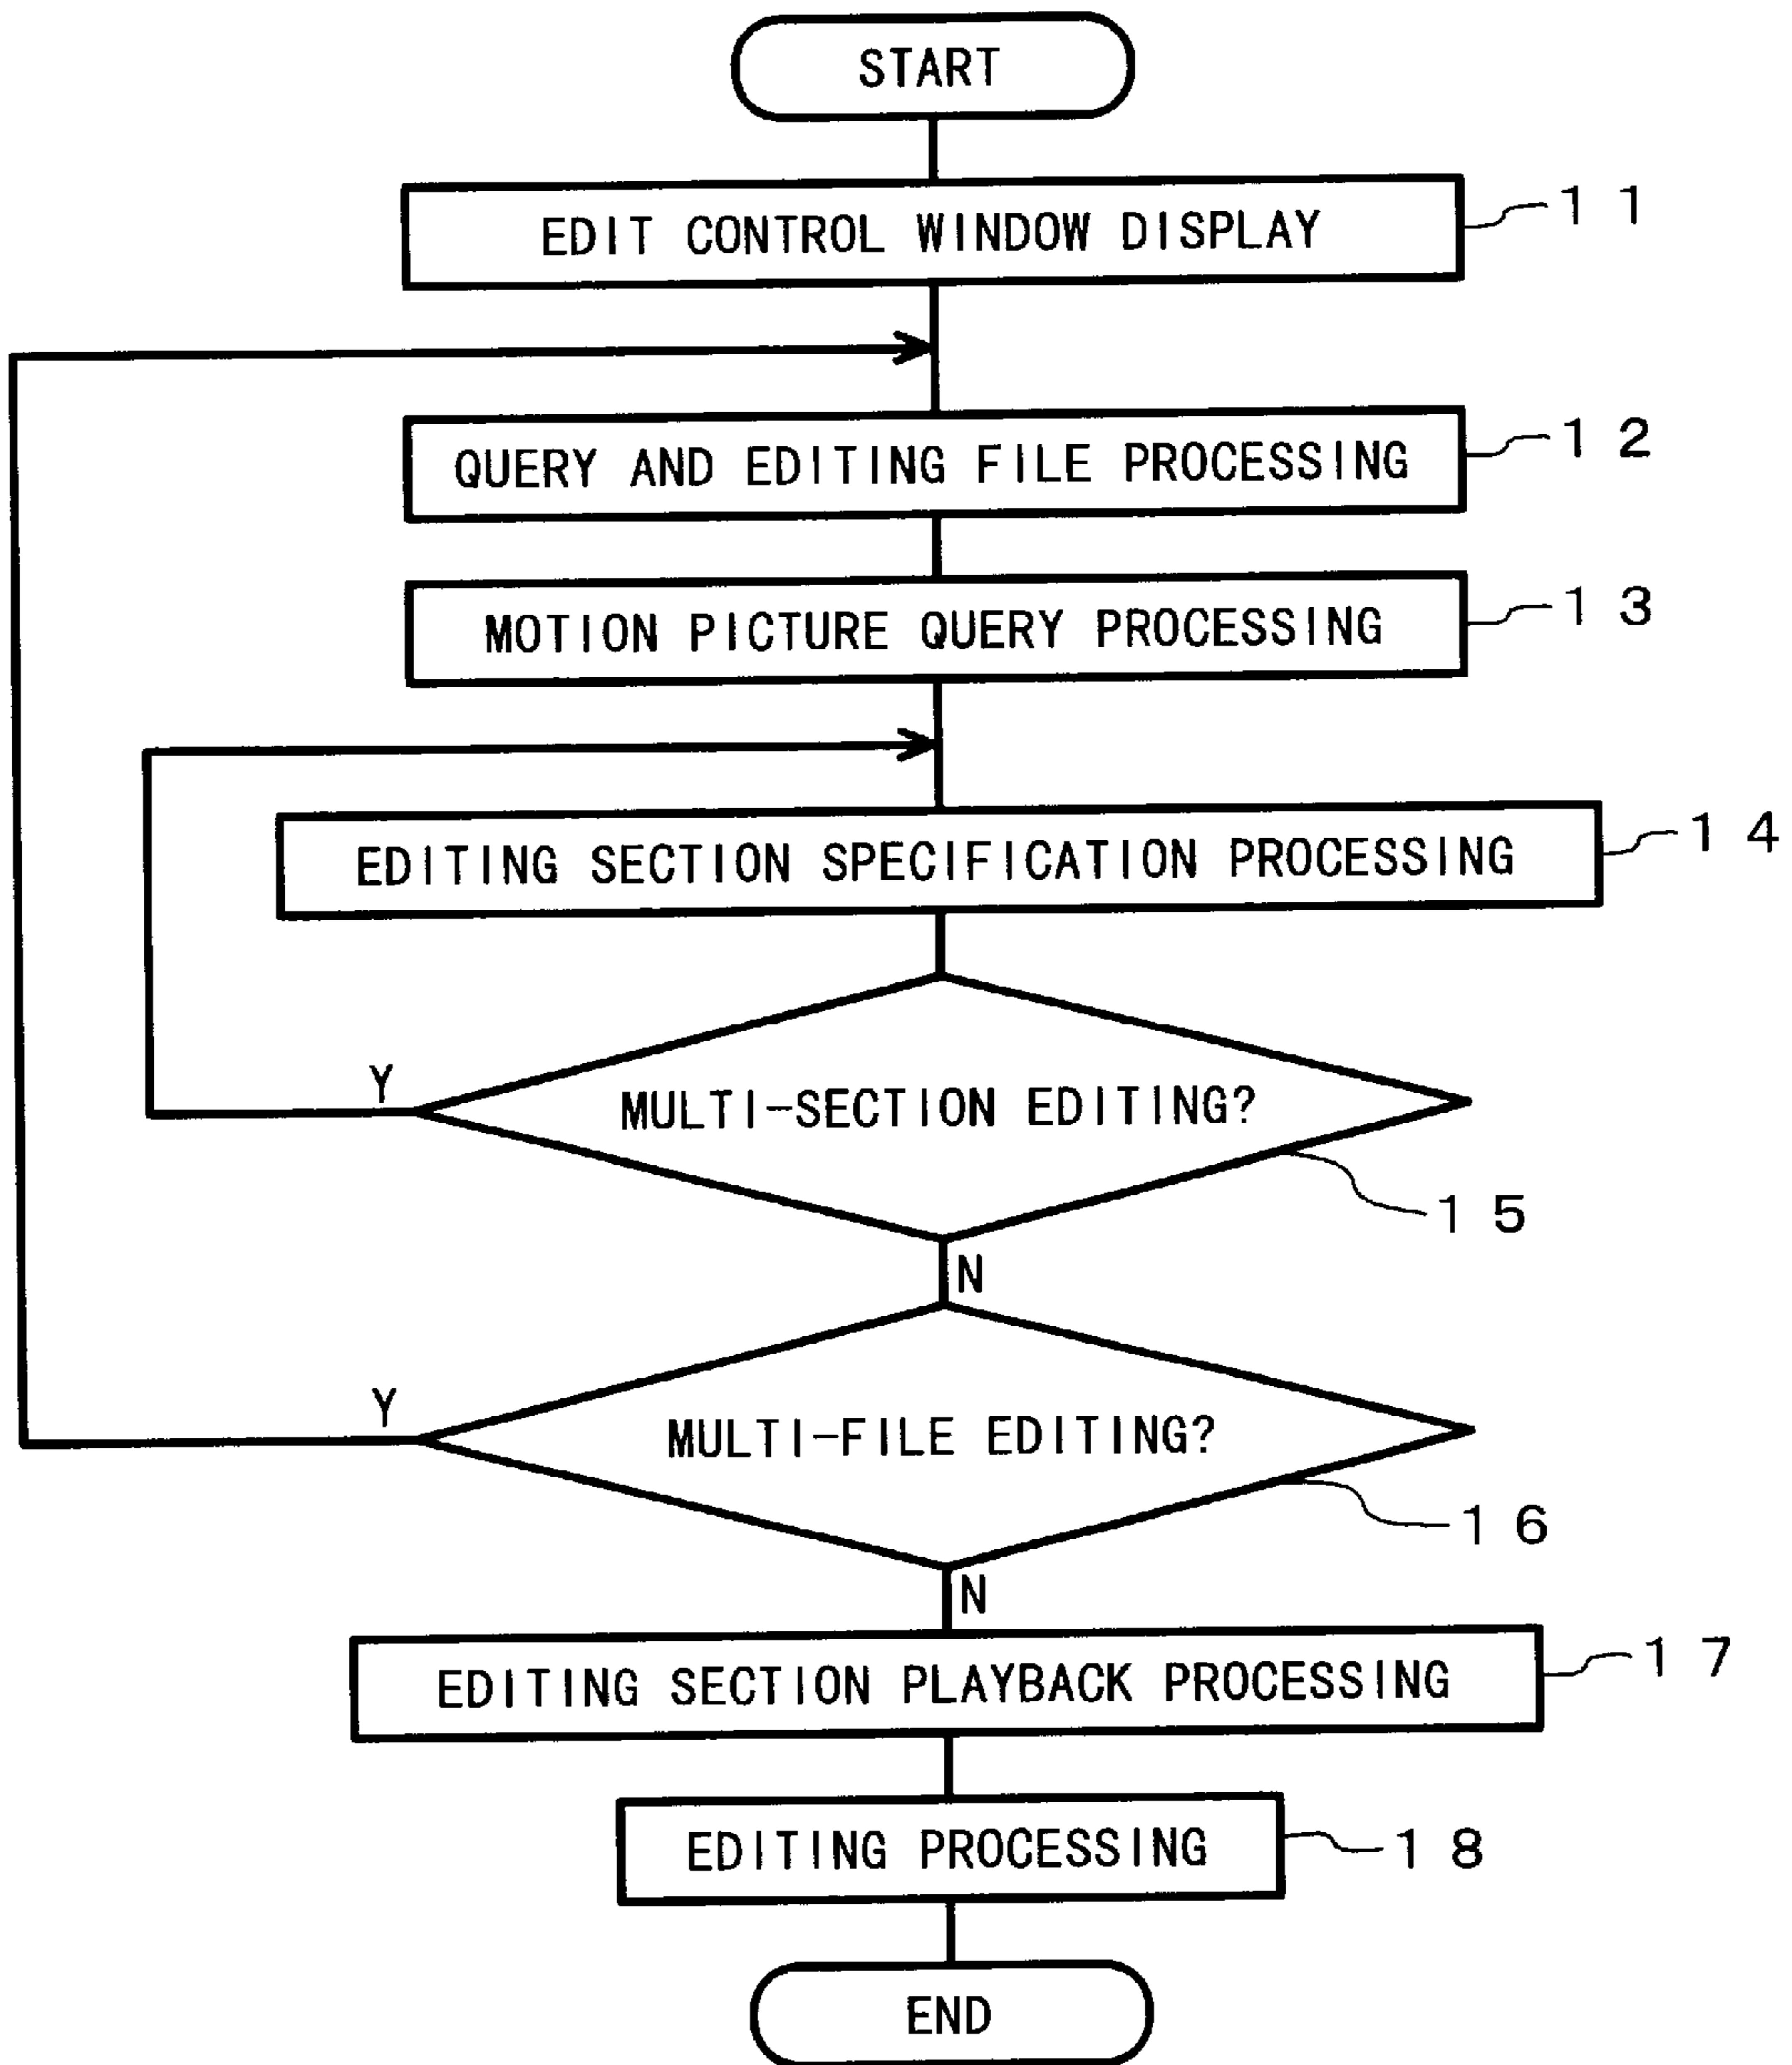 START
EDIT CONTROL WINDOW DISPLAY
11
QUERY AND EDITING FILE PROCESSING
12
MOTION PICTURE QUERY PROCESSING
13
EDITING SECTION SPECIFICATION PROCESSING
14
Y
MULTI-SECTION EDITING?
15
N
Y
MULTI-FILE EDITING?
16
N
EDITING SECTION PLAYBACK PROCESSING
17
EDITING PROCESSING
18
END